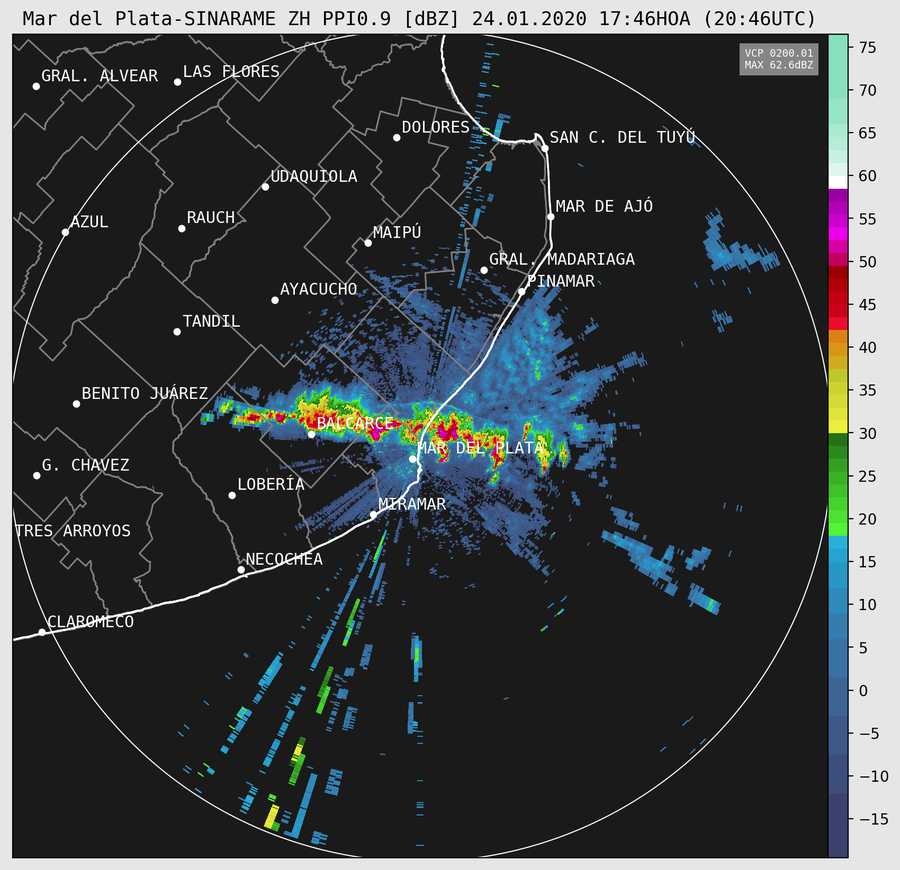 Mar del Plata-SINARAME ZH PPI0.9 [dBZ] 24.01.2020 17:46HOA (20:46UTC)
VCP 0200.01
MAX 62.6dBZ
GRAL. ALVEAR
LAS FLORES
DOLORES
SAN C. DEL TUYÚ
UDAQUIOLA
MAR DE AJÓ
AZUL
RAUCH
MAIPÚ
GRAL. MADARIAGA
PINAMAR
AYACUCHO
TANDIL
BENITO JUÁREZ
BALCARCE
MAR DEL PLATA
G. CHAVEZ
LOBERÍA
MIRAMAR
TRES ARROYOS
NECOCHEA
CLAROMECO
75
70
65
60
55
50
45
40
35
30
25
20
15
10
5
0
−5
−10
−15